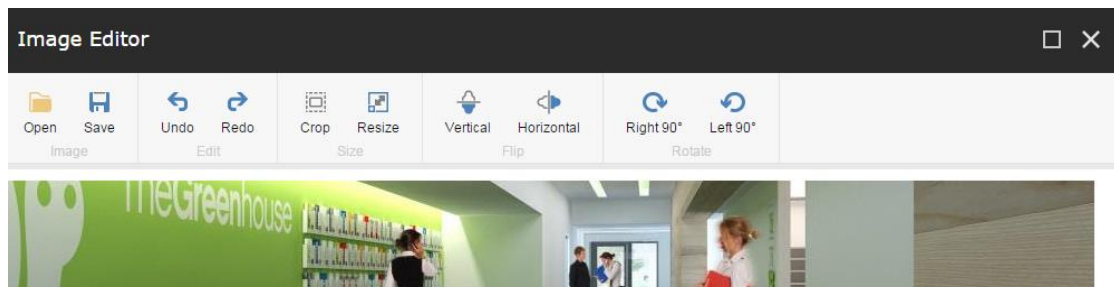 Image Editor
Open Save Undo Redo Crop Resize Vertical Horizontal Right 90° Left 90°
Image Edit Size Flip Rotate
TheGreenhouse